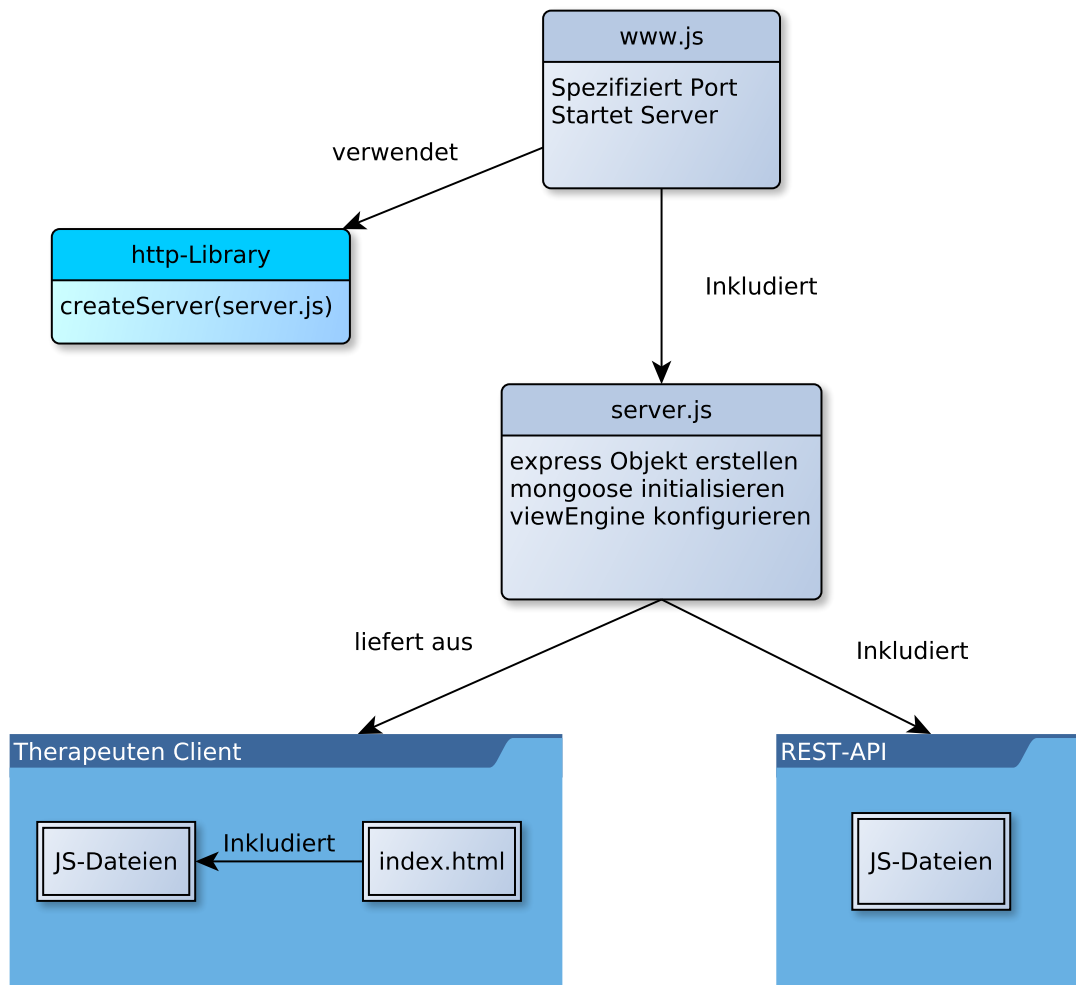 www.js
Spezifiziert Port
Startet Server
verwendet
http-Library
createServer(server.js)
Inkludiert
server.js
express Objekt erstellen
mongoose initialisieren
viewEngine konfigurieren
liefert aus
Inkludiert
Therapeuten Client
JS-Dateien
Inkludiert
index.html
REST-API
JS-Dateien